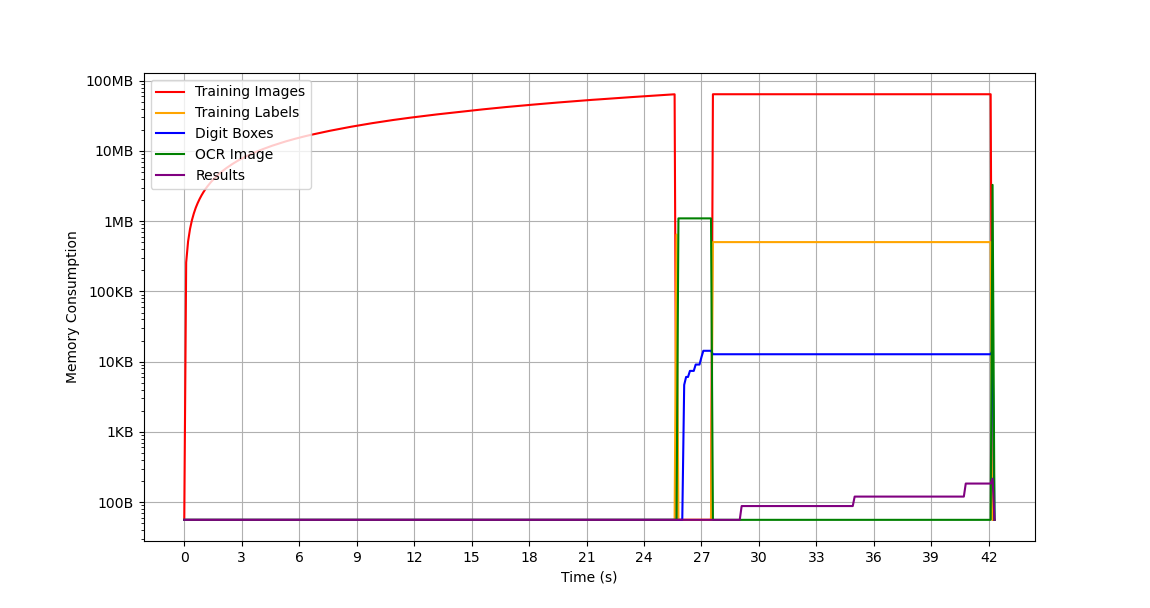 100MB
10MB
1MB
100KB
10KB
1KB
100B
Memory Consumption
Training Images
Training Labels
Digit Boxes
OCR Image
Results
0 3 6 9 12 15 18 21 24 27 30 33 36 39 42
Time (s)